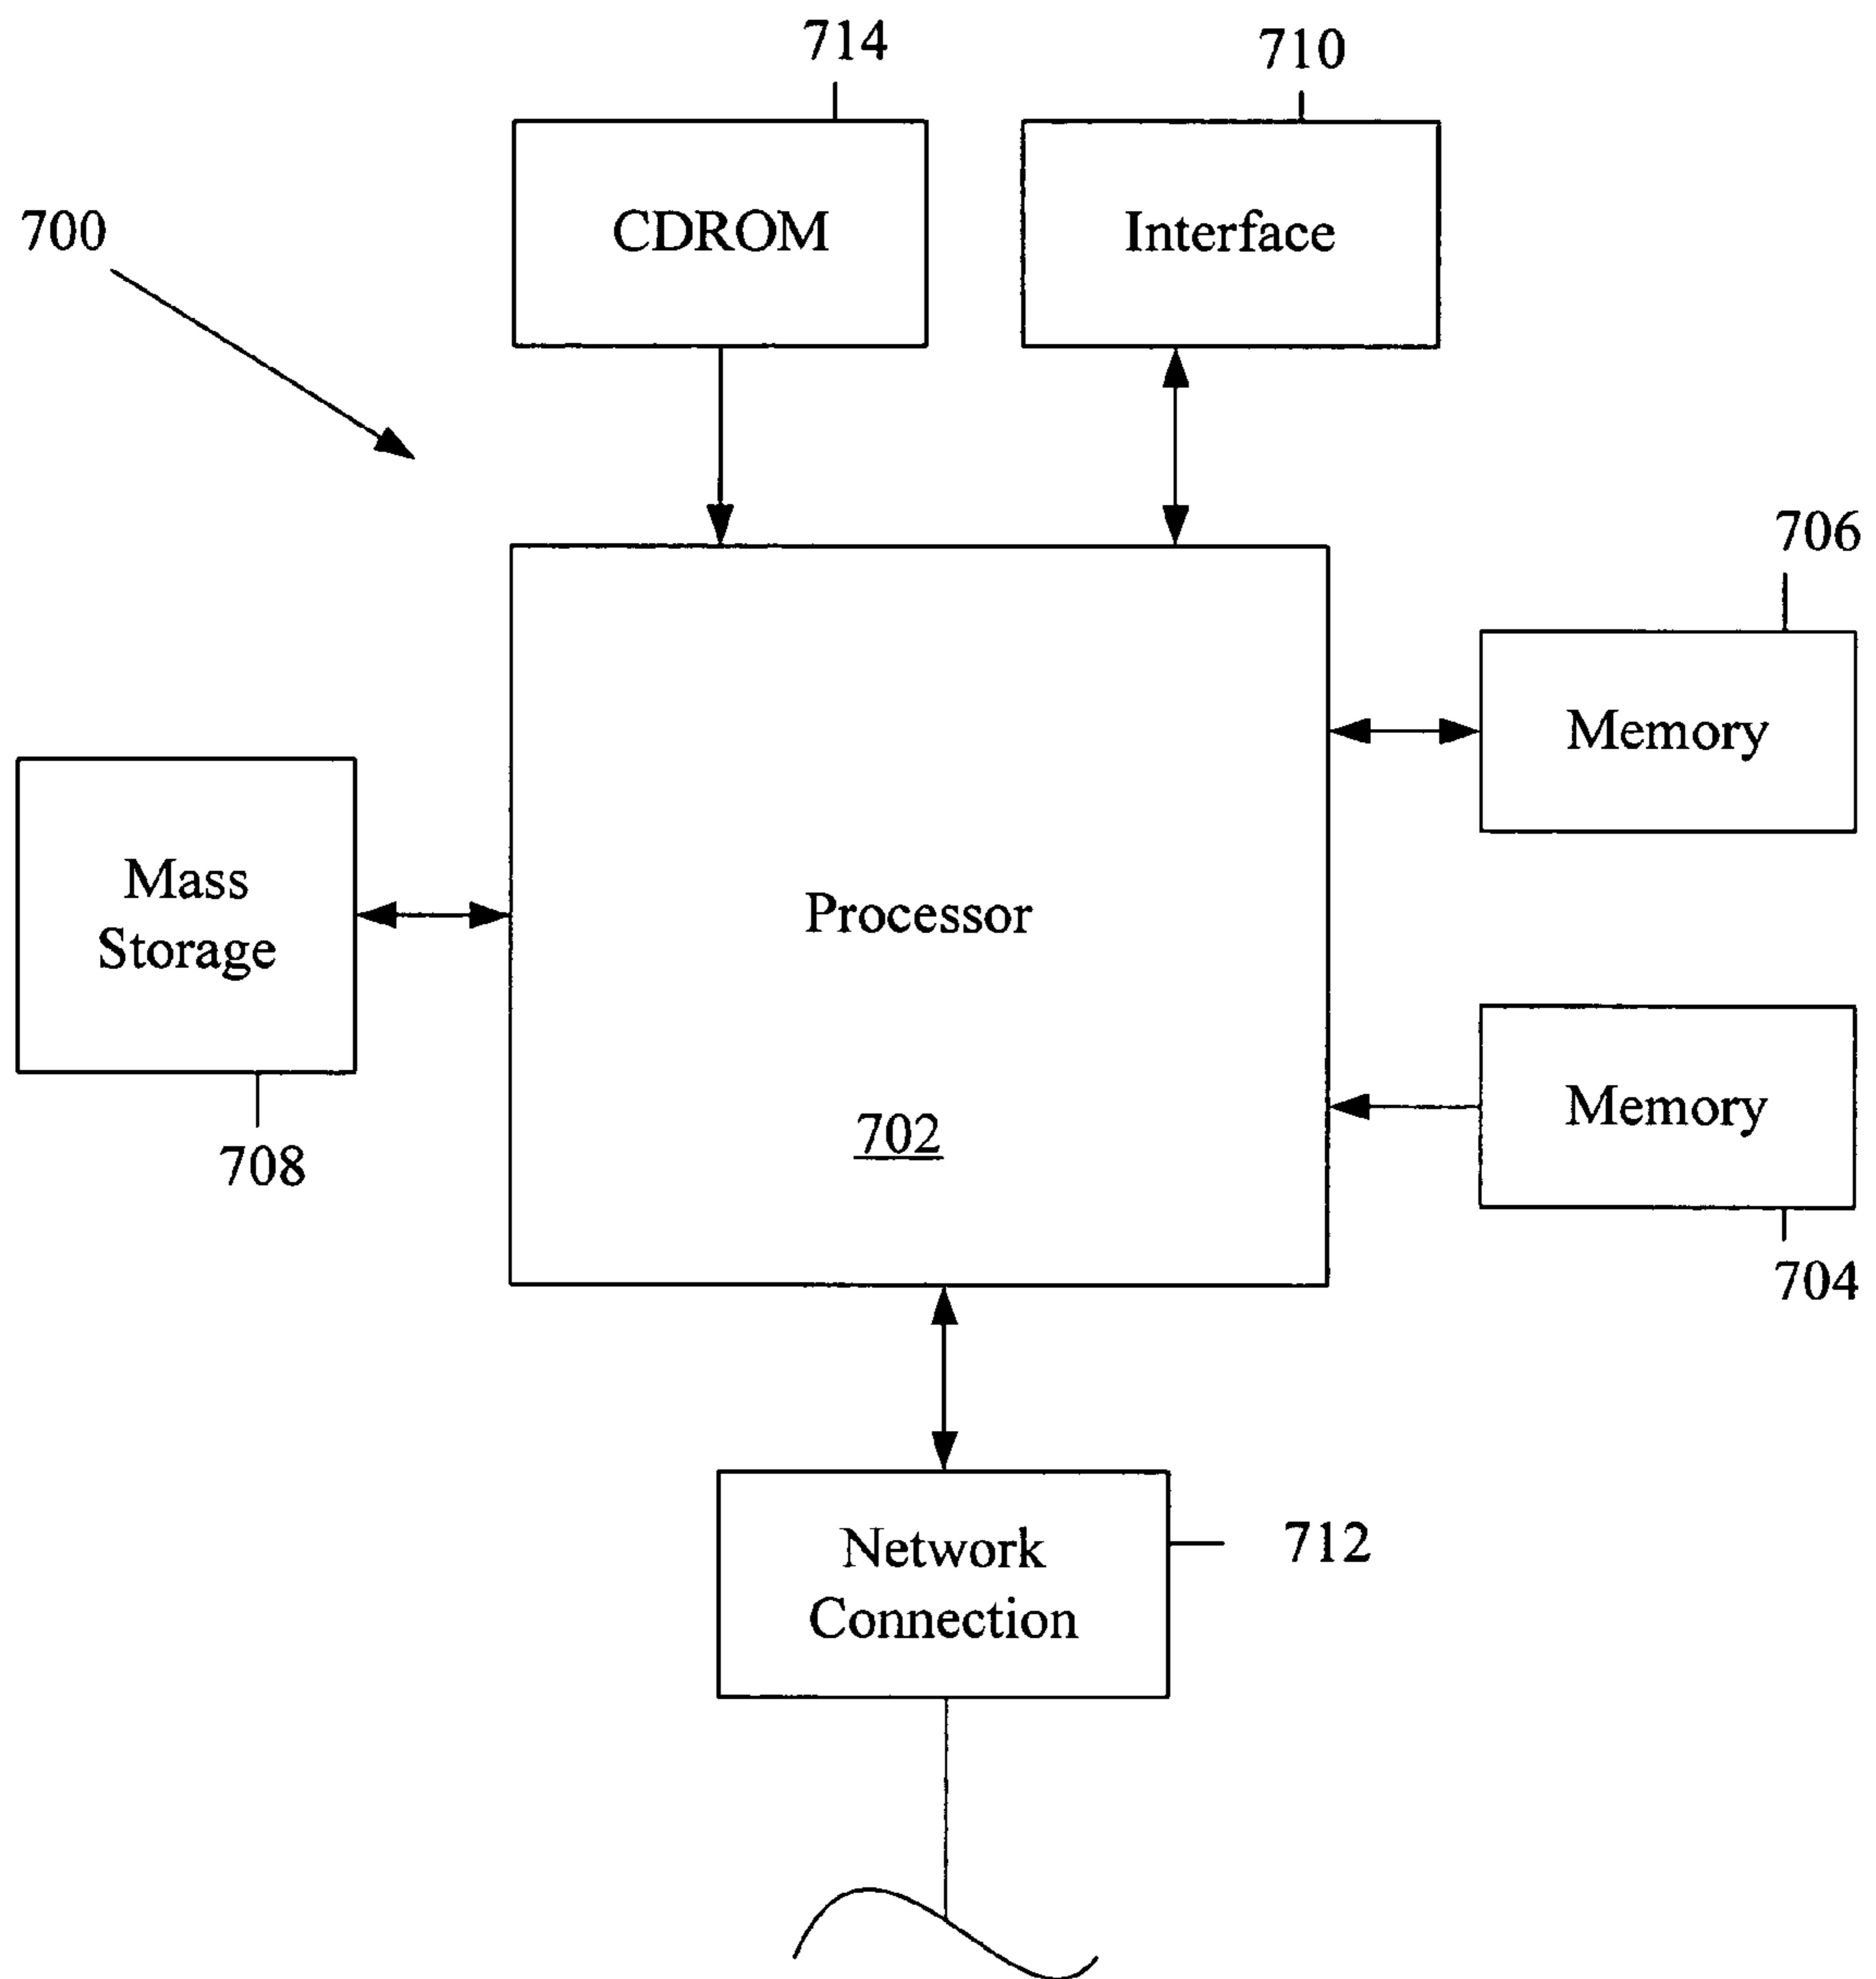 714
710
700
CDROM
Interface
706
Memory
Mass
Storage
Processor
708
702
Memory
704
Network
Connection
712